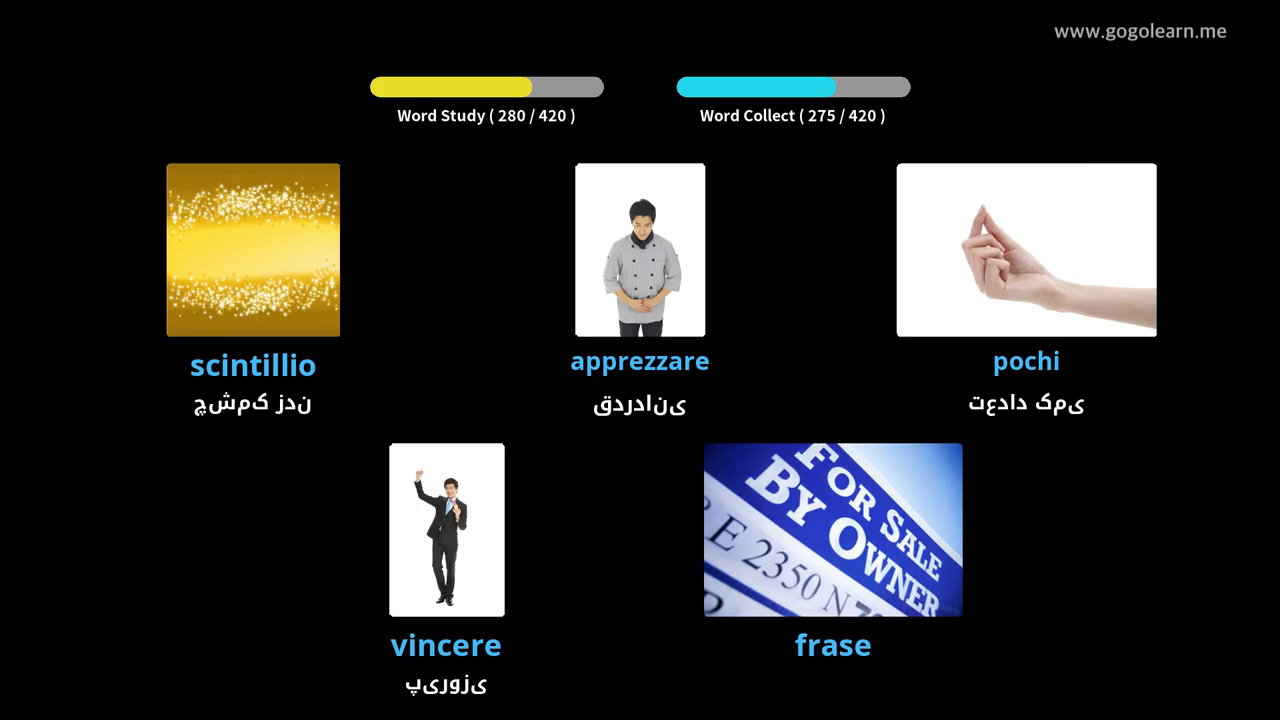 www.gogolearn.me
Word Study ( 280 / 420 )
Word Collect ( 275 / 420 )
scintillio
چشمک زدن
apprezzare
قدردانی
pochi
تعداد کمی
vincere
پیروزی
FOR SALE
BY OWNER
E 2350 N
frase